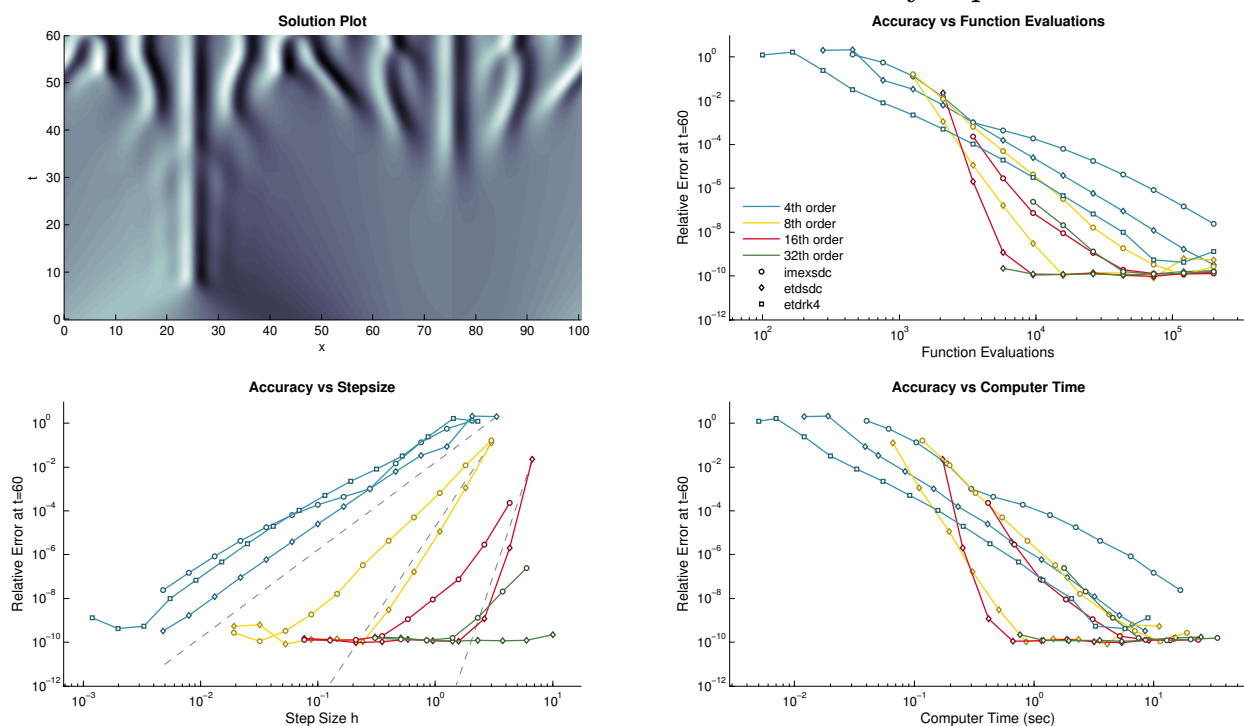 Solution Plot
60
50
40
30
20
10
0
t
0 10 20 30 40 50 60 70 80 90 100
x
Accuracy vs Function Evaluations
10^0
10^-2
10^-4
10^-6
10^-8
10^-10
10^-12
Relative Error at t=60
4th order
8th order
16th order
32th order
imexsdc
etdsdc
etdrk4
10^2 10^3 10^4 10^5
Function Evaluations
Accuracy vs Stepsize
10^0
10^-2
10^-4
10^-6
10^-8
10^-10
10^-12
Relative Error at t=60
10^-3 10^-2 10^-1 10^0 10^1
Step Size h
Accuracy vs Computer Time
10^0
10^-2
10^-4
10^-6
10^-8
10^-10
10^-12
Relative Error at t=60
10^-2 10^-1 10^0 10^1
Computer Time (sec)